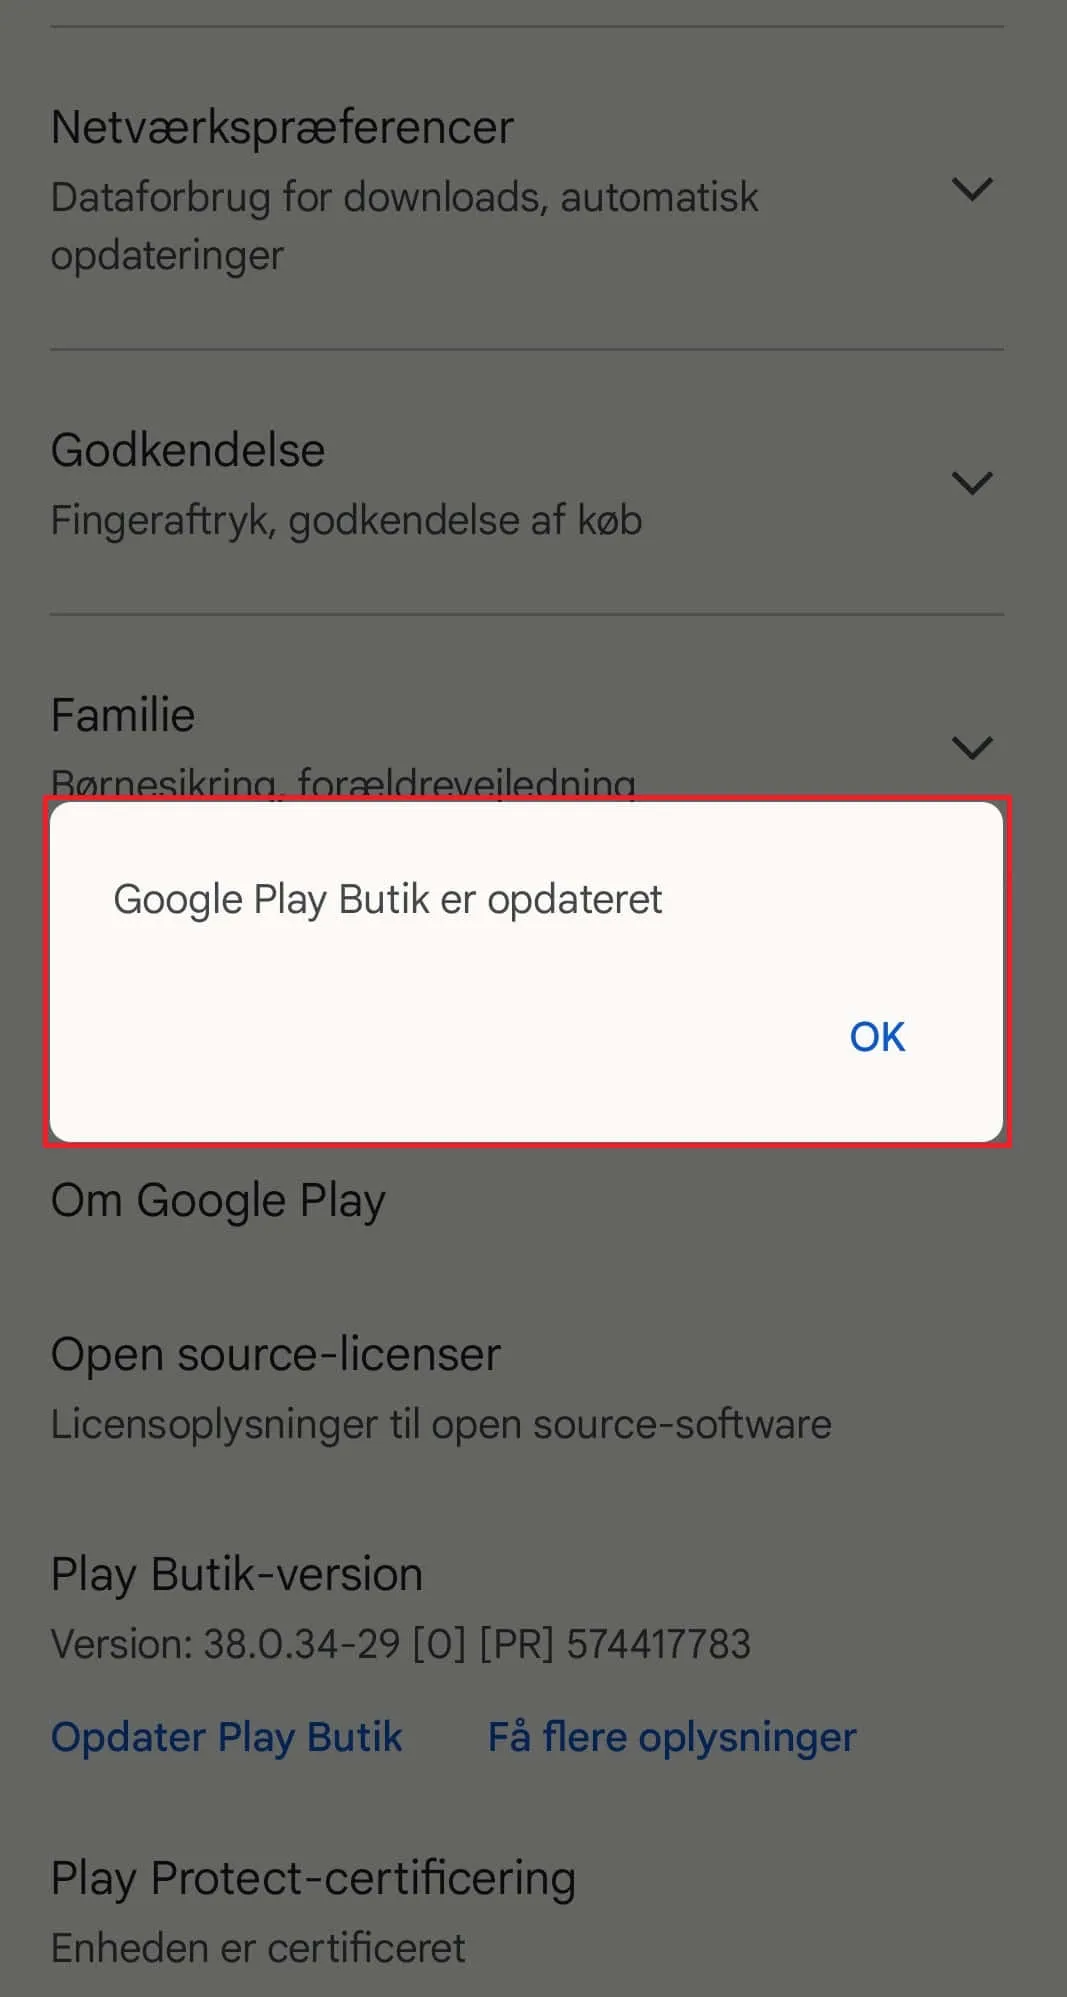 Netværkspræferencer
Dataforbrug for downloads, automatisk
opdateringer
Godkendelse
Fingeraftryk, godkendelse af køb
Familie
Børnesikring, forældrevejledning
Google Play Butik er opdateret
OK
Om Google Play
Open source-licenser
Licensoplysninger til open source-software
Play Butik-version
Version: 38.0.34-29 [0] [PR] 574417783
Opdater Play Butik
Få flere oplysninger
Play Protect-certificering
Enheden er certificeret